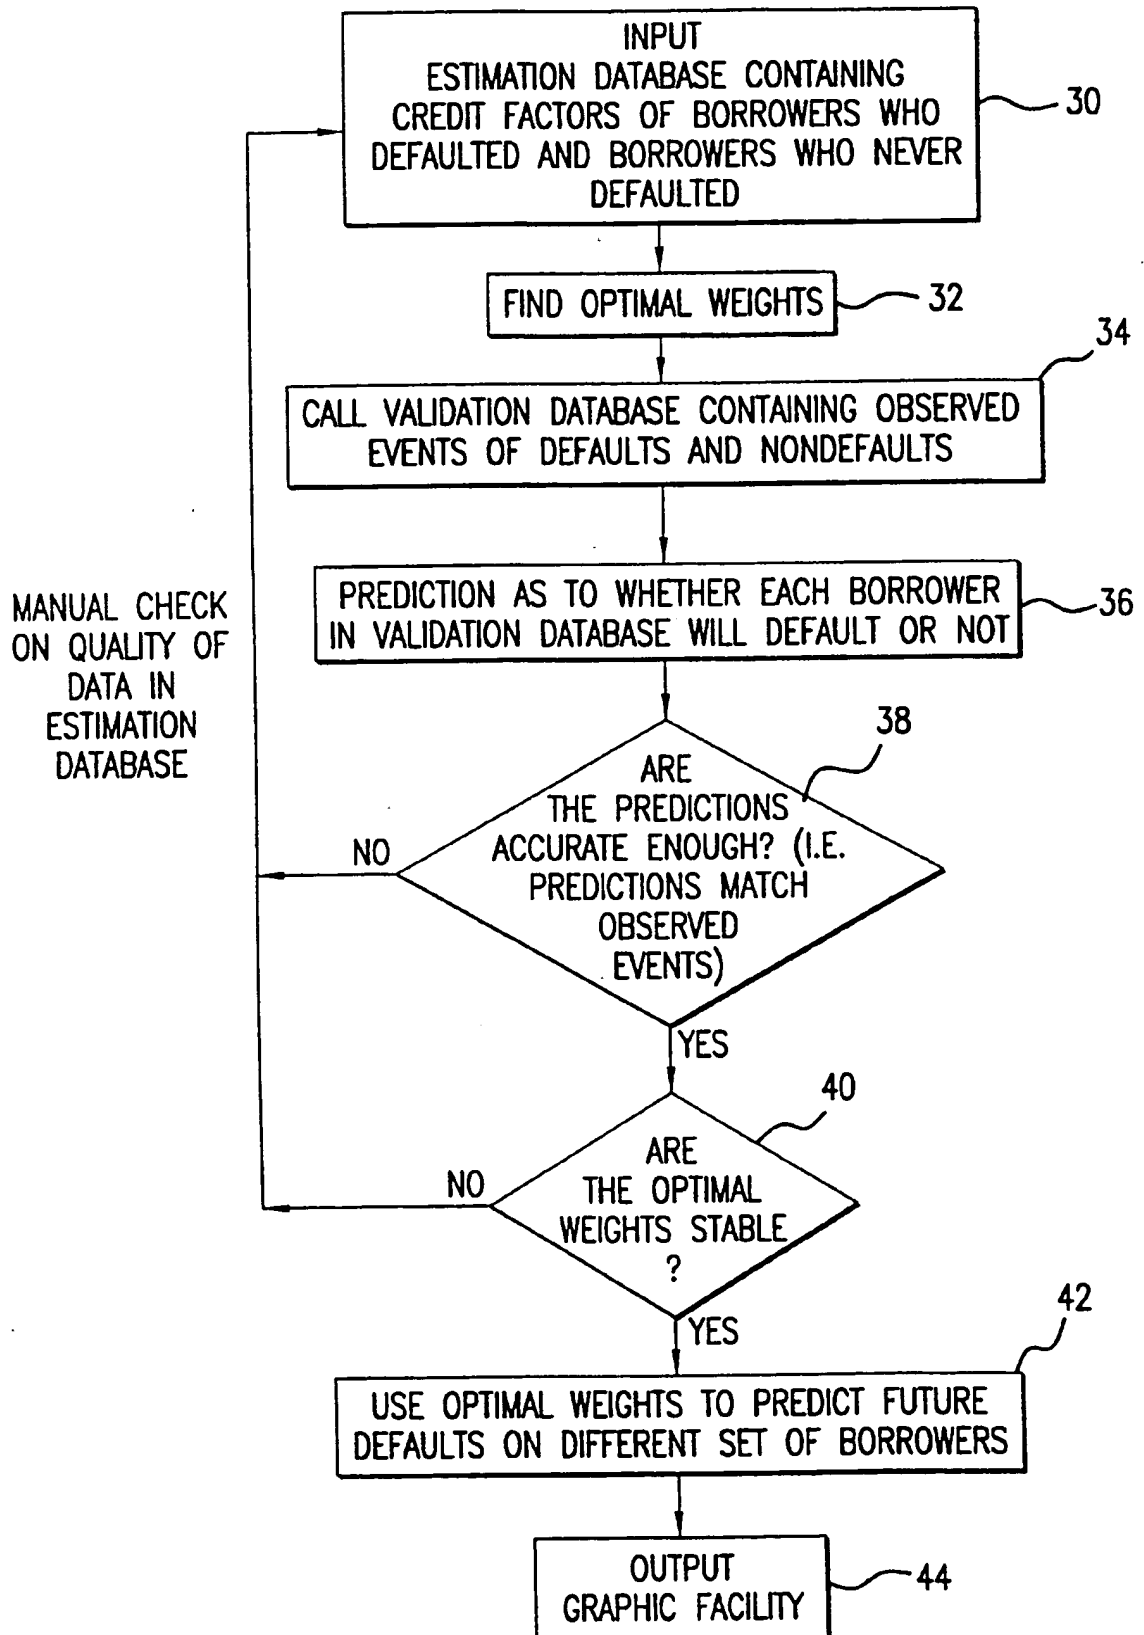 INPUT
ESTIMATION DATABASE CONTAINING
CREDIT FACTORS OF BORROWERS WHO
DEFAULTED AND BORROWERS WHO NEVER
DEFAULTED
30
FIND OPTIMAL WEIGHTS
32
34
CALL VALIDATION DATABASE CONTAINING OBSERVED
EVENTS OF DEFAULTS AND NONDEFAULTS
PREDICTION AS TO WHETHER EACH BORROWER
IN VALIDATION DATABASE WILL DEFAULT OR NOT
36
MANUAL CHECK
ON QUALITY OF
DATA IN
ESTIMATION
DATABASE
38
ARE
THE PREDICTIONS
ACCURATE ENOUGH? (I.E.
PREDICTIONS MATCH
OBSERVED
EVENTS)
NO
YES
40
ARE
THE OPTIMAL
WEIGHTS STABLE
?
NO
YES
42
USE OPTIMAL WEIGHTS TO PREDICT FUTURE
DEFAULTS ON DIFFERENT SET OF BORROWERS
OUTPUT
GRAPHIC FACILITY
44